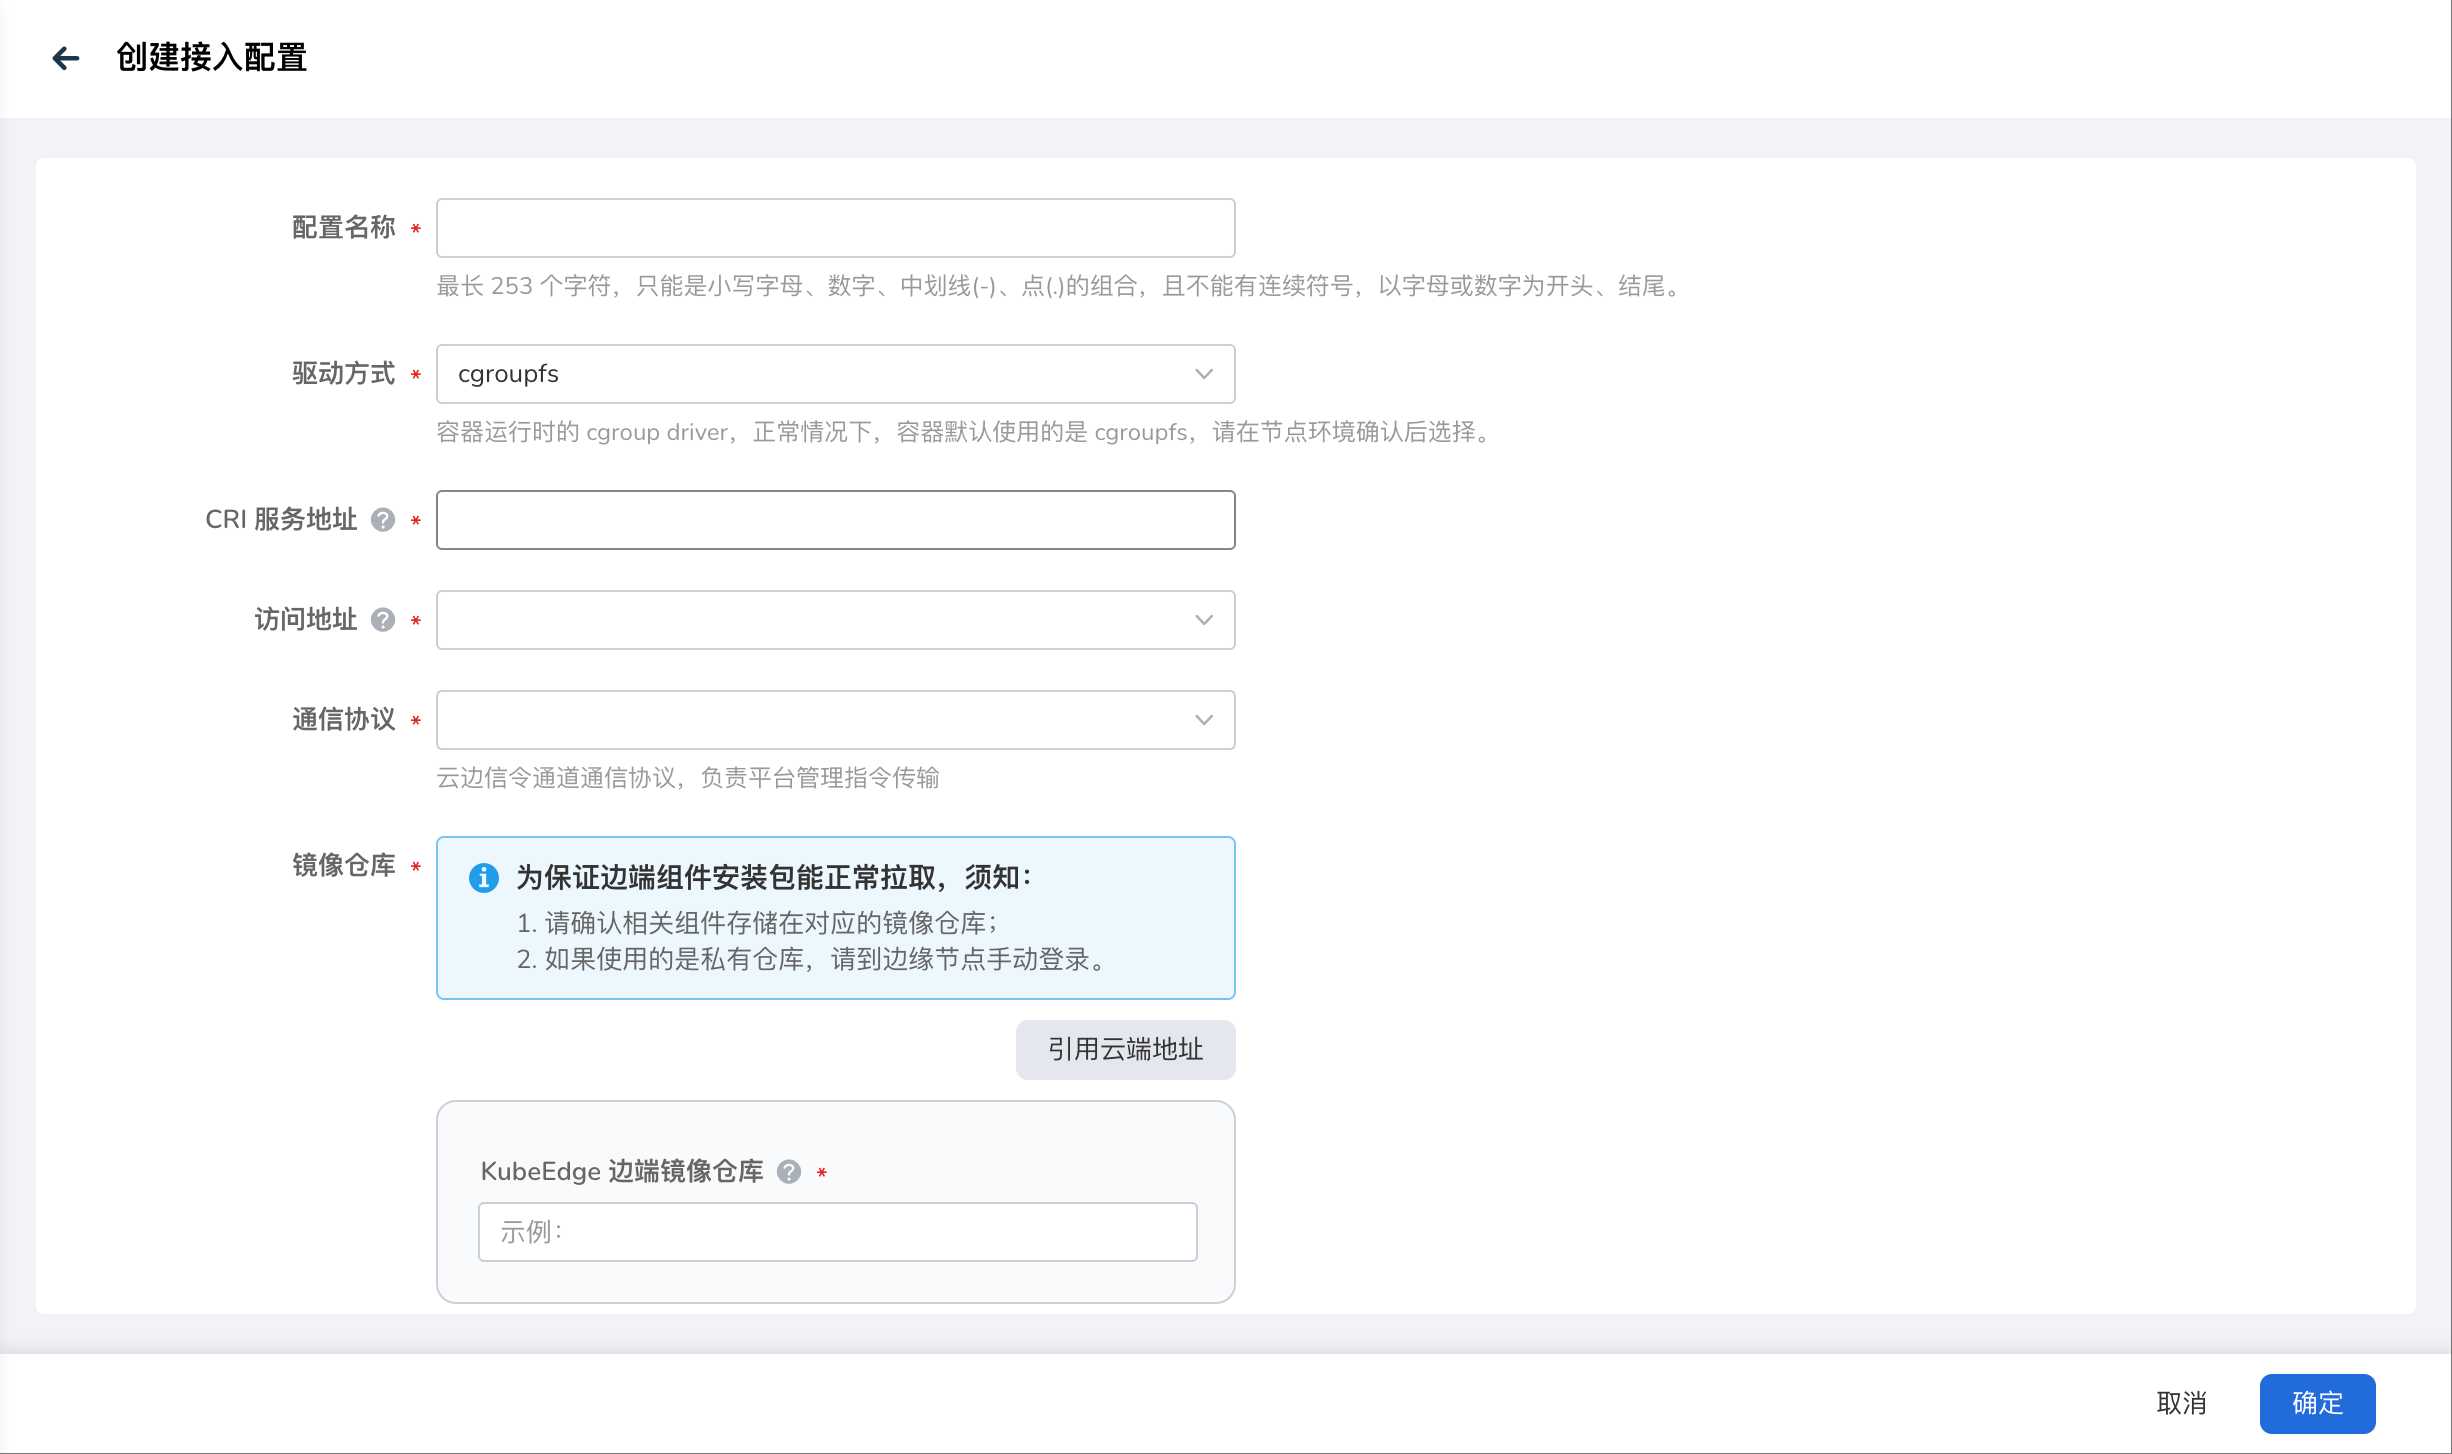 创建接入配置
配置名称 *
最长 253 个字符，只能是小写字母、数字、中划线(-)、点(.)的组合，且不能有连续符号，以字母或数字为开头、结尾。
驱动方式 *
cgroupfs
容器运行时的 cgroup driver，正常情况下，容器默认使用的是 cgroupfs，请在节点环境确认后选择。
CRI 服务地址 ? *
访问地址 ? *
通信协议 *
云边信令通道通信协议，负责平台管理指令传输
镜像仓库 *
为保证边端组件安装包能正常拉取，须知：
1. 请确认相关组件存储在对应的镜像仓库；
2. 如果使用的是私有仓库，请到边缘节点手动登录。
引用云端地址
KubeEdge 边端镜像仓库 ? *
示例：
取消
确定